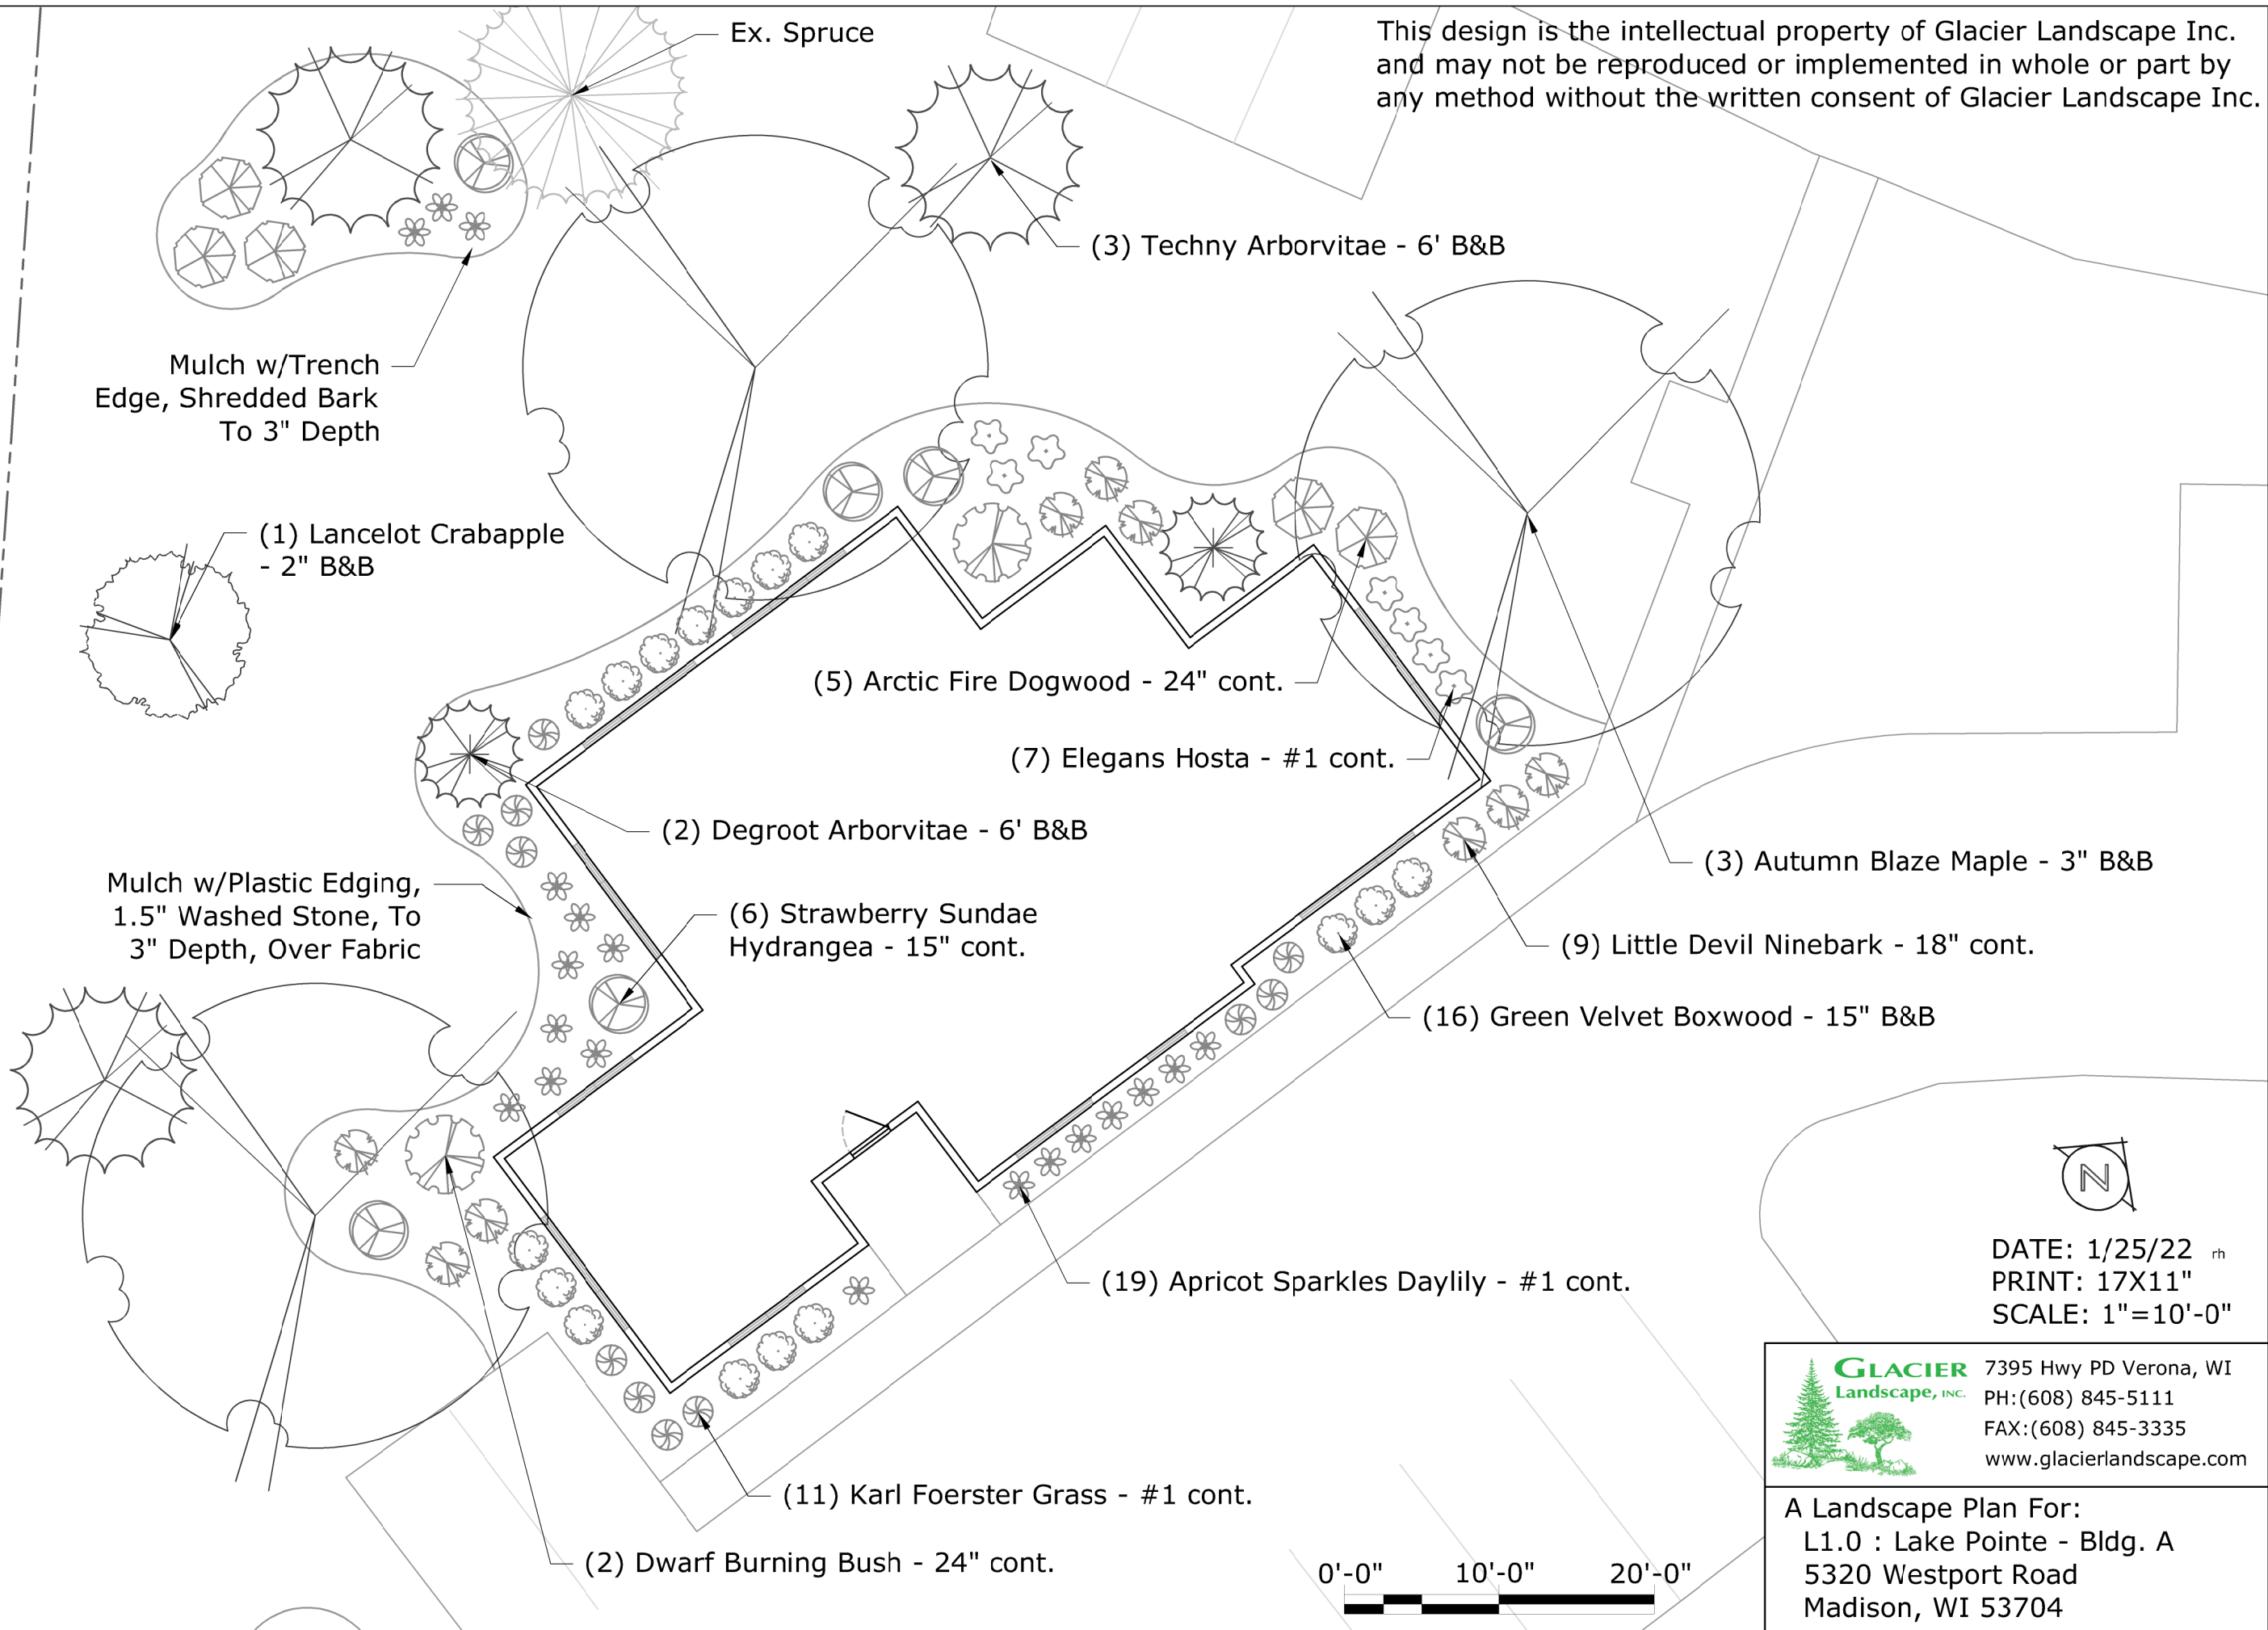 Ex. Spruce
This design is the intellectual property of Glacier Landscape Inc.
and may not be reproduced or implemented in whole or part by
any method without the written consent of Glacier Landscape Inc.
(3) Techny Arborvitae - 6' B&B
Mulch w/Trench
Edge, Shredded Bark
To 3" Depth
(1) Lancelot Crabapple
- 2" B&B
(5) Arctic Fire Dogwood - 24" cont.
(7) Elegans Hosta - #1 cont.
(2) Degroot Arborvitae - 6' B&B
(3) Autumn Blaze Maple - 3" B&B
Mulch w/Plastic Edging,
1.5" Washed Stone, To
3" Depth, Over Fabric
(6) Strawberry Sundae
Hydrangea - 15" cont.
(9) Little Devil Ninebark - 18" cont.
(16) Green Velvet Boxwood - 15" B&B
(19) Apricot Sparkles Daylily - #1 cont.
(11) Karl Foerster Grass - #1 cont.
(2) Dwarf Burning Bush - 24" cont.
0'-0" 10'-0" 20'-0"
N
DATE: 1/25/22 rh
PRINT: 17X11"
SCALE: 1"=10'-0"
GLACIER
Landscape, INC.
7395 Hwy PD Verona, WI
PH:(608) 845-5111
FAX:(608) 845-3335
www.glacierlandscape.com
A Landscape Plan For:
L1.0 : Lake Pointe - Bldg. A
5320 Westport Road
Madison, WI 53704